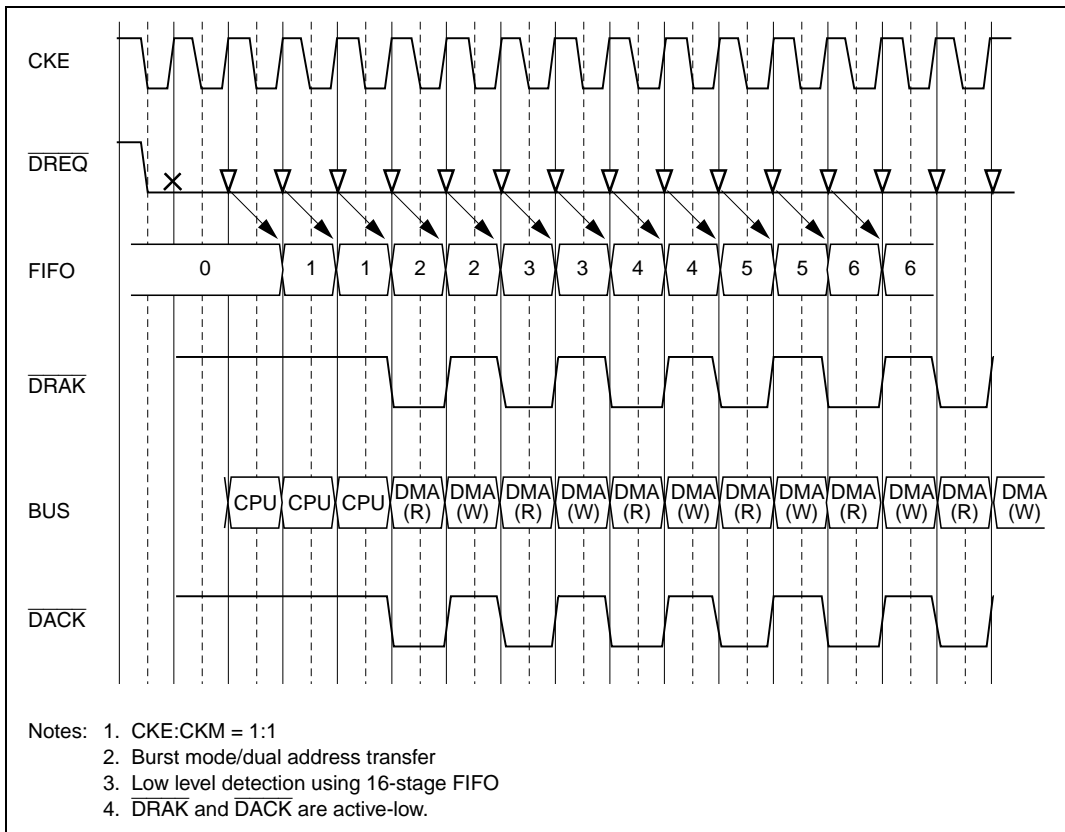 CKE
DREQ
FIFO 0 1 1 2 2 3 3 4 4 5 5 6 6
DRAK
BUS CPU CPU CPU DMA (R) DMA (W) DMA (R) DMA (W) DMA (R) DMA (W) DMA (R) DMA (W) DMA (R) DMA (W) DMA (R) DMA (W)
DACK
Notes: 1. CKE:CKM = 1:1
2. Burst mode/dual address transfer
3. Low level detection using 16-stage FIFO
4. DRAK and DACK are active-low.